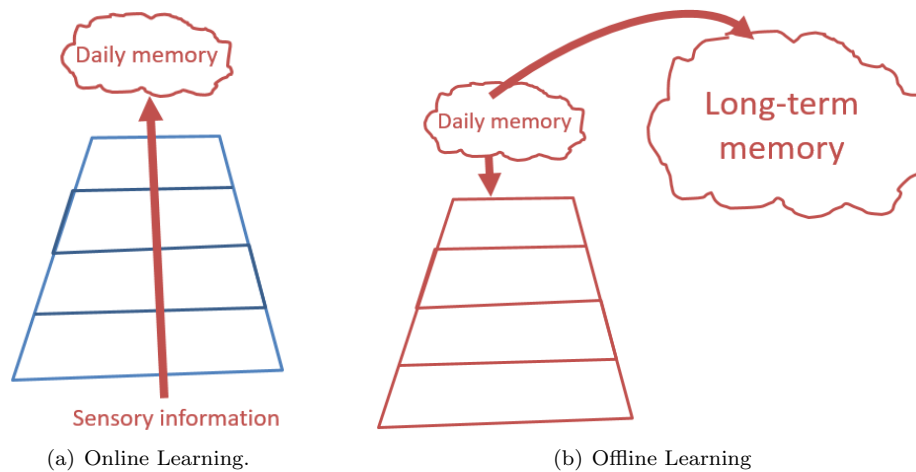 Daily memory
Sensory information
(a) Online Learning.
Daily memory
Long-term
memory
(b) Offline Learning